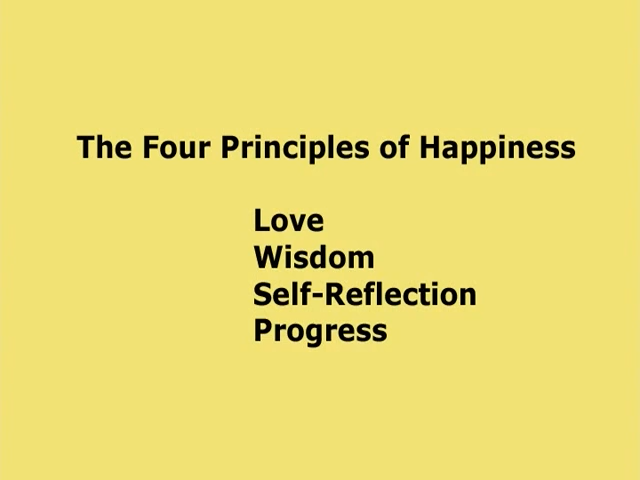 The Four Principles of Happiness
Love
Wisdom
Self-Reflection
Progress